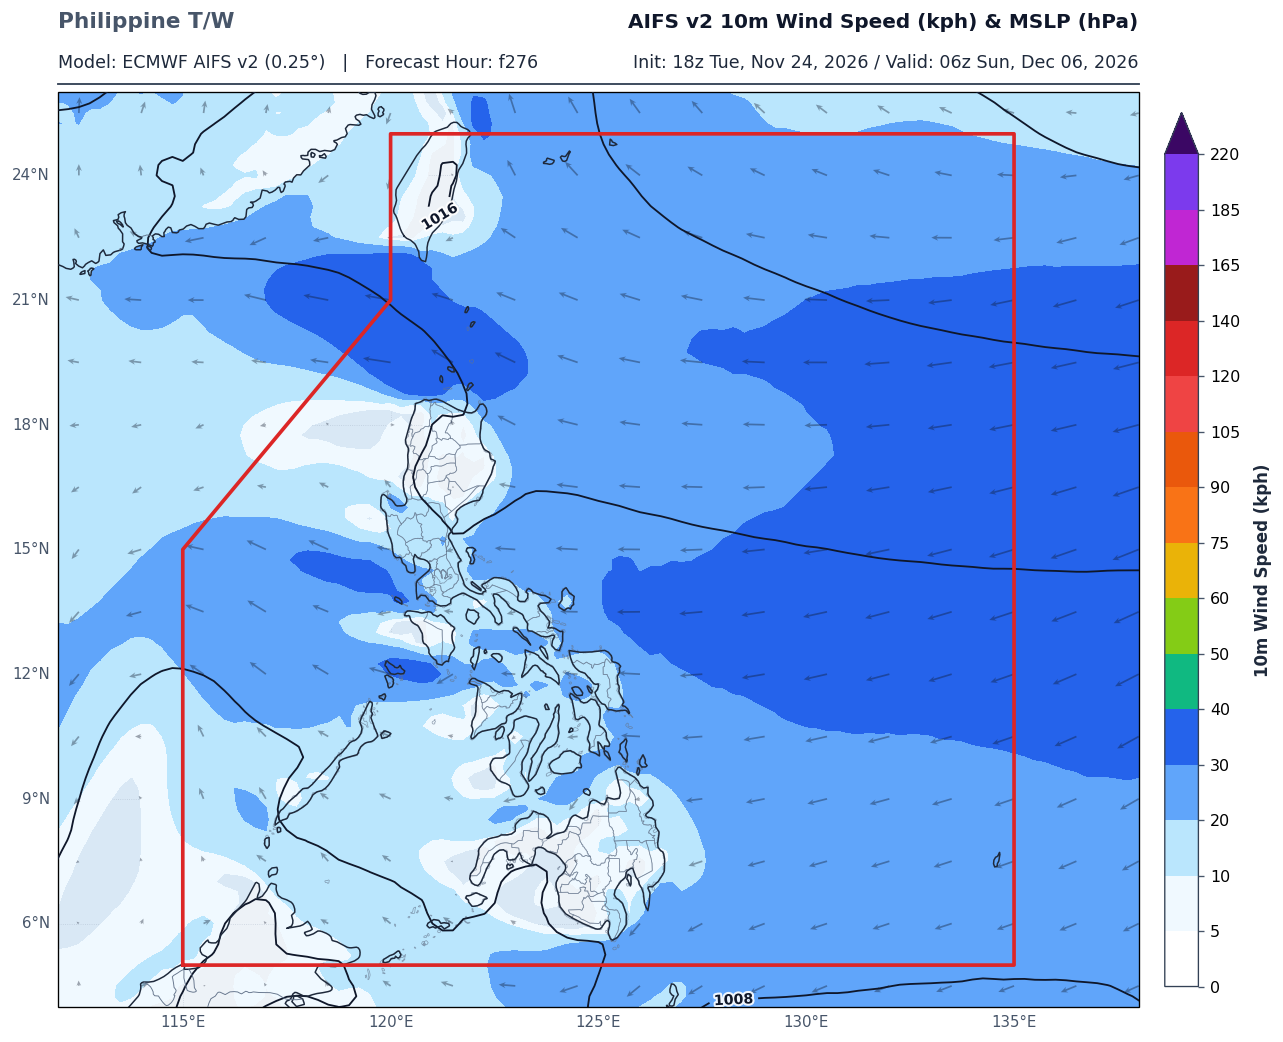 Philippine T/W
AIFS v2 10m Wind Speed (kph) & MSLP (hPa)
Model: ECMWF AIFS v2 (0.25°) | Forecast Hour: f276
Init: 18z Tue, Nov 24, 2026 / Valid: 06z Sun, Dec 06, 2026
24°N
21°N
18°N
15°N
12°N
9°N
6°N
1016
1008
115°E
120°E
125°E
130°E
135°E
220
185
165
140
120
105
90
75
60
50
40
30
20
10
5
0
10m Wind Speed (kph)